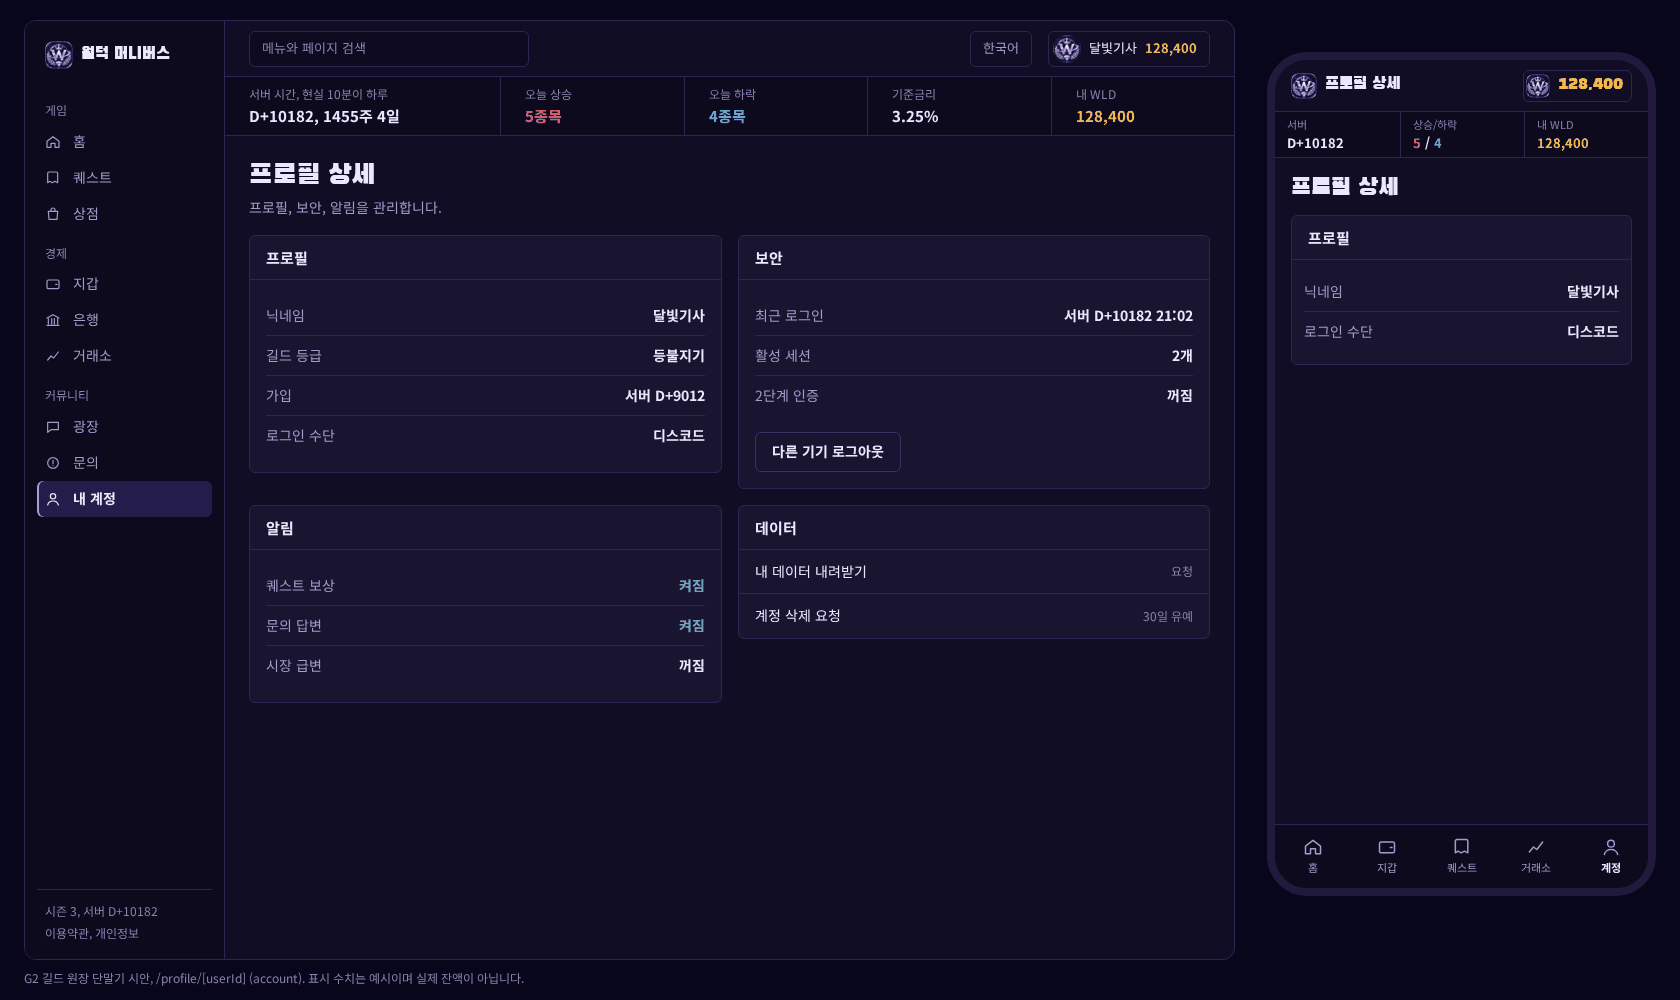 월덕 머니버스
게임
홈
퀘스트
상점
경제
지갑
은행
거래소
커뮤니티
광장
문의
내 계정
시즌 3, 서버 D+10182
이용약관, 개인정보
메뉴와 페이지 검색
한국어
달빛기사 128,400
서버 시간, 현실 10분이 하루
D+10182, 1455주 4일
오늘 상승
5종목
오늘 하락
4종목
기준금리
3.25%
내 WLD
128,400
프로필 상세
프로필, 보안, 알림을 관리합니다.
프로필
닉네임 달빛기사
길드 등급 등불지기
가입 서버 D+9012
로그인 수단 디스코드
보안
최근 로그인 서버 D+10182 21:02
활성 세션 2개
2단계 인증 꺼짐
다른 기기 로그아웃
알림
퀘스트 보상 켜짐
문의 답변 켜짐
시장 급변 꺼짐
데이터
내 데이터 내려받기 요청
계정 삭제 요청 30일 유예
프로필 상세 128,400
서버
D+10182
상승/하락
5 / 4
내 WLD
128,400
프로필 상세
프로필
닉네임 달빛기사
로그인 수단 디스코드
홈 지갑 퀘스트 거래소 계정
G2 길드 원장 단말기 시안, /profile/[userId] (account). 표시 수치는 예시이며 실제 잔액이 아닙니다.